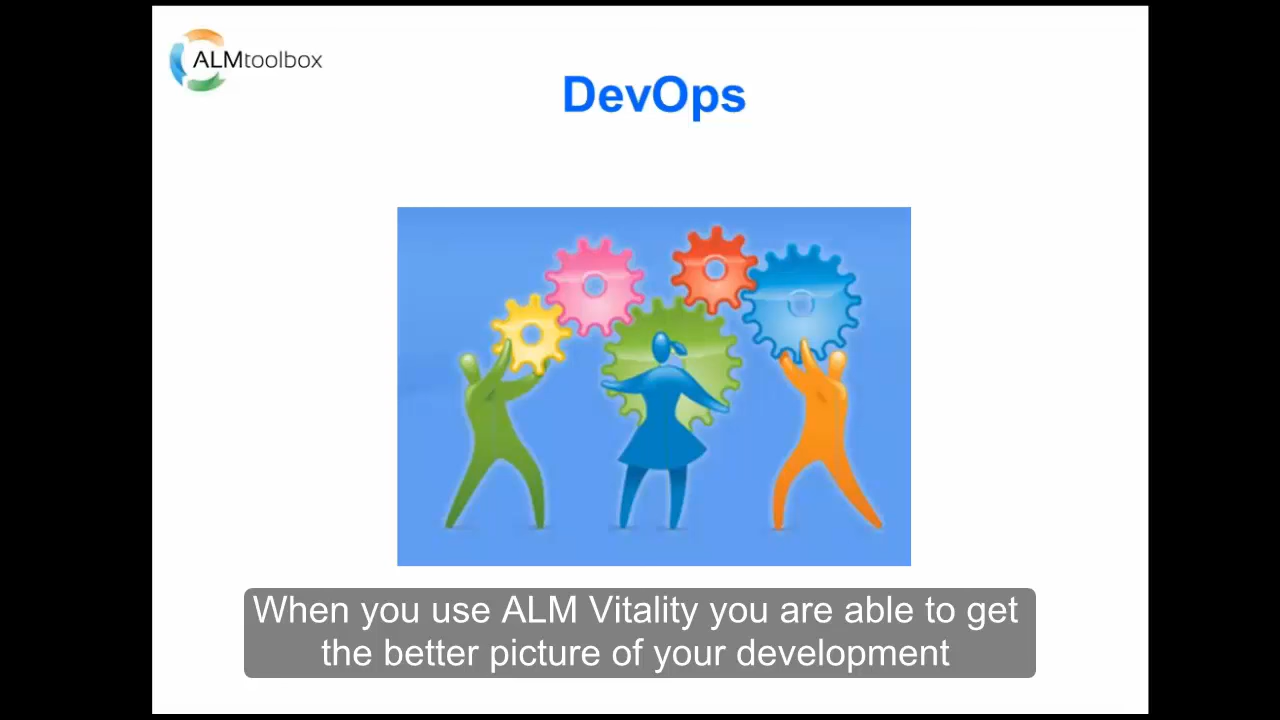 ALMtoolbox
DevOps
When you use ALM Vitality you are able to get
the better picture of your development